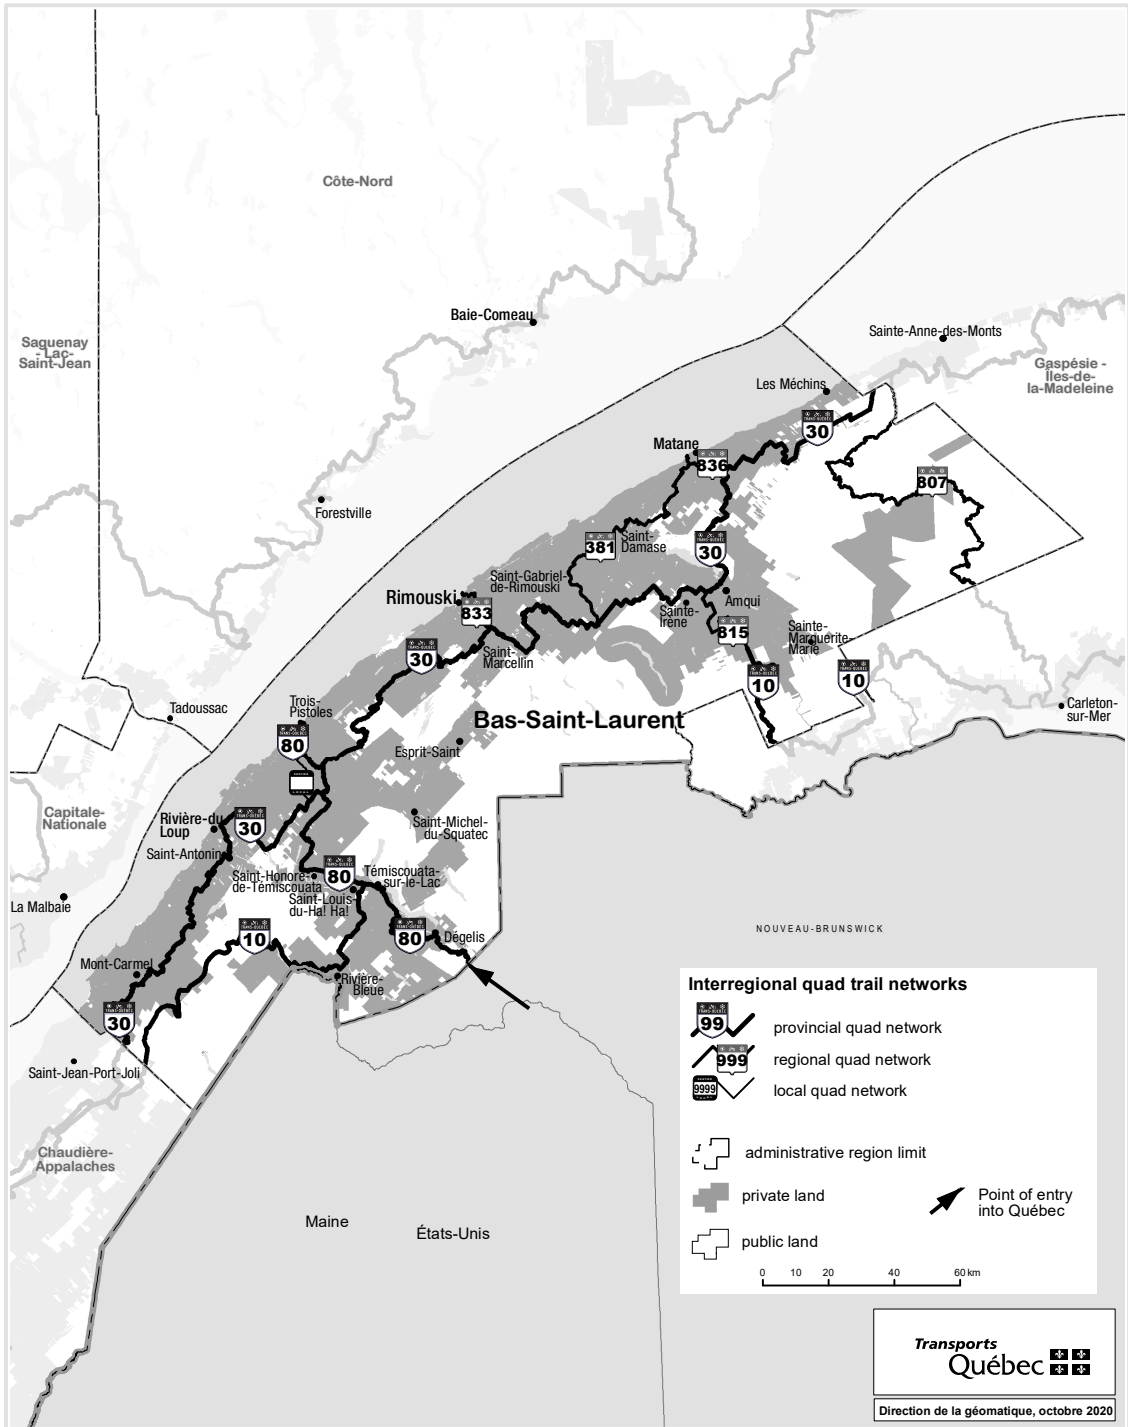 Côte-Nord
Baie-Comeau
Saguenay
- Lac-
Saint-Jean
Sainte-Anne-des-Monts
Gaspésie -
Îles-de-
la-Madeleine
Les Méchins
30
Matane
836
807
Forestville
381
Saint-
Damase
30
Saint-Gabriel-
de-Rimouski
Rimouski
833
Amqui
Sainte-
Irène
815
Sainte-
Marguerite-
Marie
Saint-
Marcellin
30
10
10
Tadoussac
Trois-
Pistoles
Bas-Saint-Laurent
Carleton-
sur-Mer
80
Esprit-Saint
Capitale-
Nationale
Rivière-du
Loup
30
Saint-Michel-
du-Squatec
Saint-Antonin
Saint-Honoré-
de-Témiscouata
80
Témiscouata-
sur-le-Lac
Saint-Louis-
du-Ha! Ha!
La Malbaie
10
80
Dégelis
NOUVEAU-BRUNSWICK
Mont-Carmel
Rivière-
Bleue
30
Saint-Jean-Port-Joli
Chaudière-
Appalaches
Maine
États-Unis
Interregional quad trail networks
99
provincial quad network
999
regional quad network
9999
local quad network
administrative region limit
private land
Point of entry
into Québec
public land
0 10 20 40 60 km
Transports
Québec
Direction de la géomatique, octobre 2020